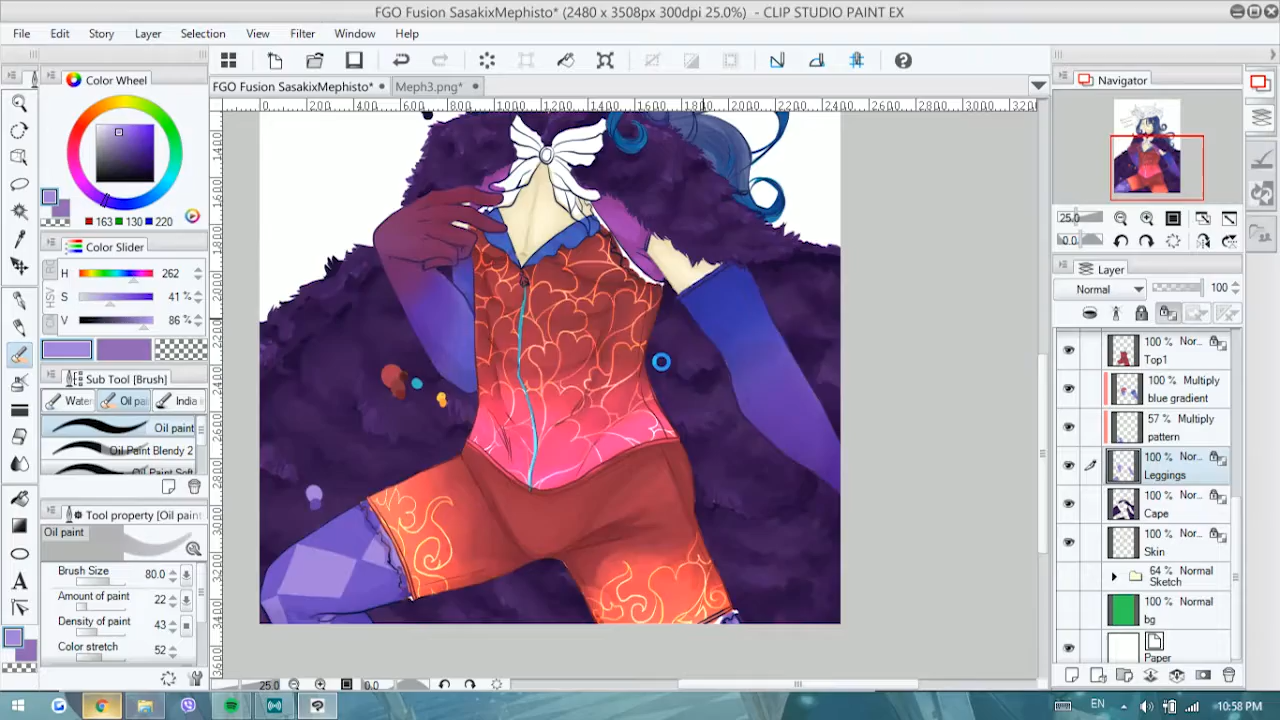 FGO Fusion SasakixMephisto* (2480 x 3508px 300dpi 25.0%) - CLIP STUDIO PAINT EX
File Edit Story Layer Selection View Filter Window Help
Color Wheel
FGO Fusion SasakixMephisto* Meph3.png*
Navigator
163 130 220
Color Slider
H 262
S 41 %
V 86 %
HSV
Sub Tool [Brush]
Water Oil pai India i
Oil paint
Oil Paint Blendy 2
Oil Paint Soft
Tool property [Oil paint]
Oil paint
Brush Size 80.0
Amount of paint 22
Density of paint 43
Color stretch 52
25.0
0.0
Layer
Normal 100
100 % Nor...
Top1
100 % Multiply
blue gradient
57 % Multiply
pattern
100 % Nor...
Leggings
100 % Nor...
Cape
100 % Nor...
Skin
64 % Normal
Sketch
100 % Normal
bg
Paper
25.0 0.0
EN 10:58 PM